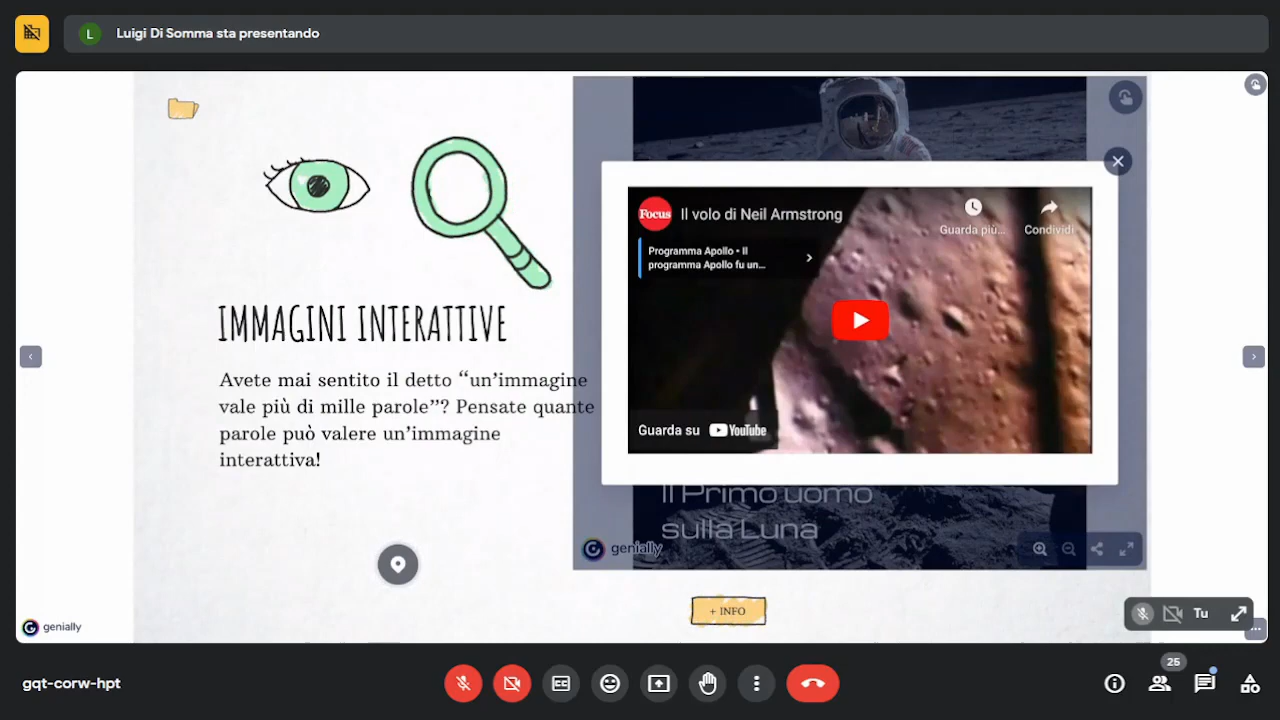 L
Luigi Di Somma sta presentando
IMMAGINI INTERATTIVE
Avete mai sentito il detto “un’immagine
vale più di mille parole”? Pensate quante
parole può valere un’immagine
interattiva!
Focus
Il volo di Neil Armstrong
Guarda più...
Condividi
Programma Apollo • Il
programma Apollo fu un...
Guarda su YouTube
Il Primo uomo
sulla Luna
genially
+ INFO
genially
Tu
gqt-corw-hpt
25